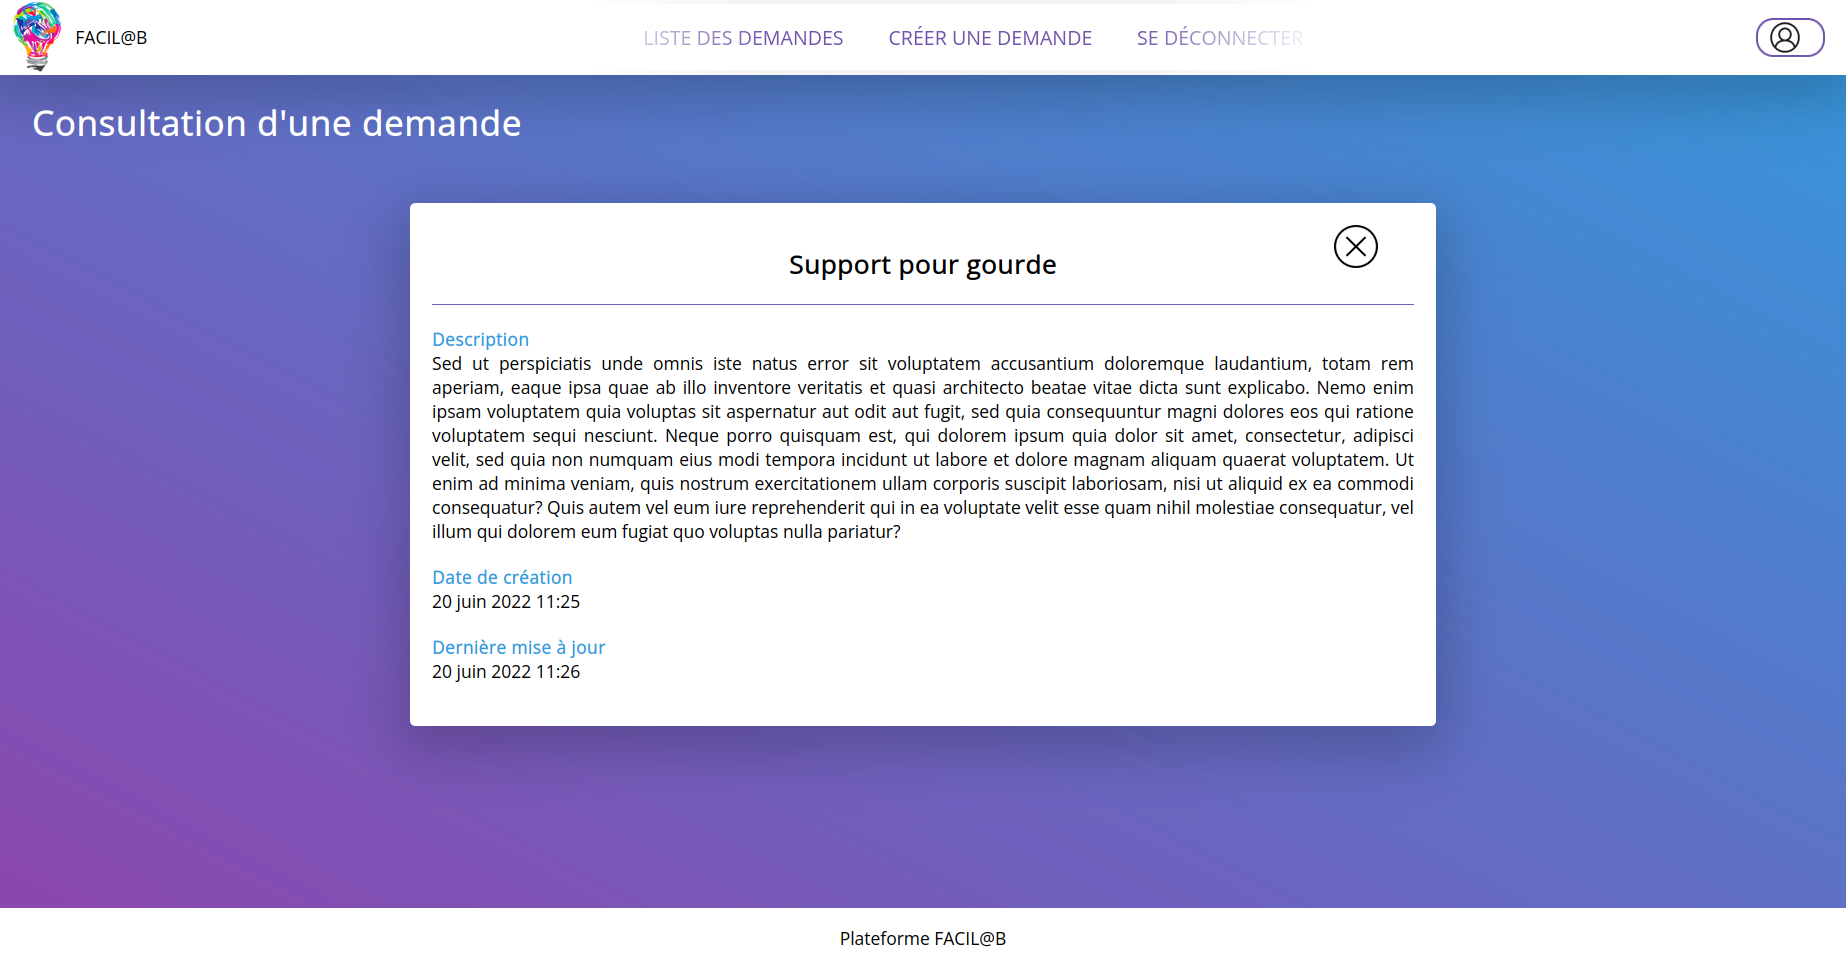 FACIL@B
LISTE DES DEMANDES
CRÉER UNE DEMANDE
SE DÉCONNECTER
Consultation d'une demande
Support pour gourde
Description
Sed ut perspiciatis unde omnis iste natus error sit voluptatem accusantium doloremque laudantium, totam rem
aperiam, eaque ipsa quae ab illo inventore veritatis et quasi architecto beatae vitae dicta sunt explicabo. Nemo enim
ipsam voluptatem quia voluptas sit aspernatur aut odit aut fugit, sed quia consequuntur magni dolores eos qui ratione
voluptatem sequi nesciunt. Neque porro quisquam est, qui dolorem ipsum quia dolor sit amet, consectetur, adipisci
velit, sed quia non numquam eius modi tempora incidunt ut labore et dolore magnam aliquam quaerat voluptatem. Ut
enim ad minima veniam, quis nostrum exercitationem ullam corporis suscipit laboriosam, nisi ut aliquid ex ea commodi
consequatur? Quis autem vel eum iure reprehenderit qui in ea voluptate velit esse quam nihil molestiae consequatur, vel
illum qui dolorem eum fugiat quo voluptas nulla pariatur?
Date de création
20 juin 2022 11:25
Dernière mise à jour
20 juin 2022 11:26
Plateforme FACIL@B